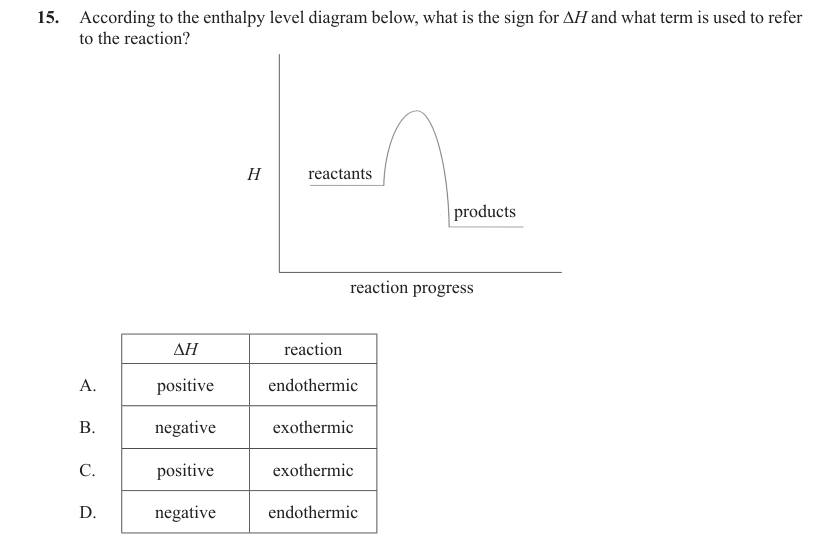 15. According to the enthalpy level diagram below, what is the sign for ΔH and what term is used to refer
to the reaction?
H
reactants
products
reaction progress
ΔH reaction
A. positive endothermic
B. negative exothermic
C. positive exothermic
D. negative endothermic